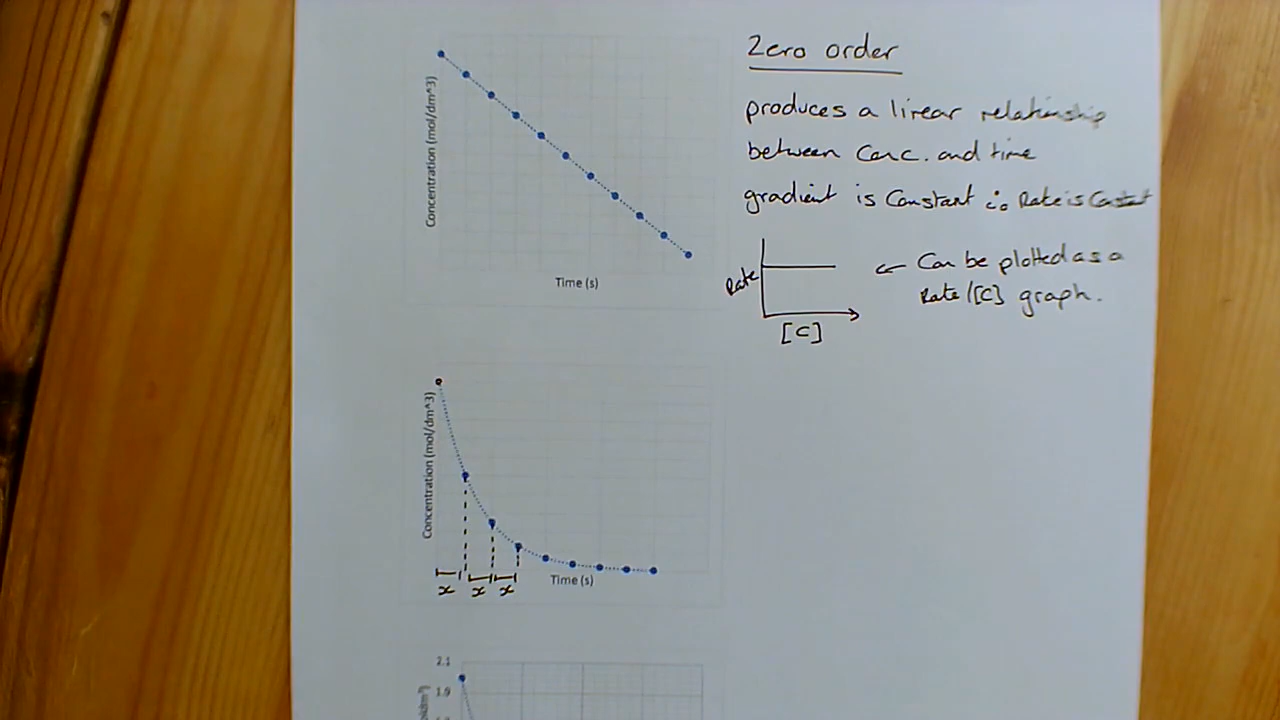 Zero order
produces a linear relationship
between Conc. and time
gradient is Constant ∴ Rate is Constant
Concentration (mol/dm^3)
Time (s)
Rate
[C]
← Can be plotted as a
Rate/[C] graph.
Concentration (mol/dm^3)
Time (s)
x x x
2.1
1.9